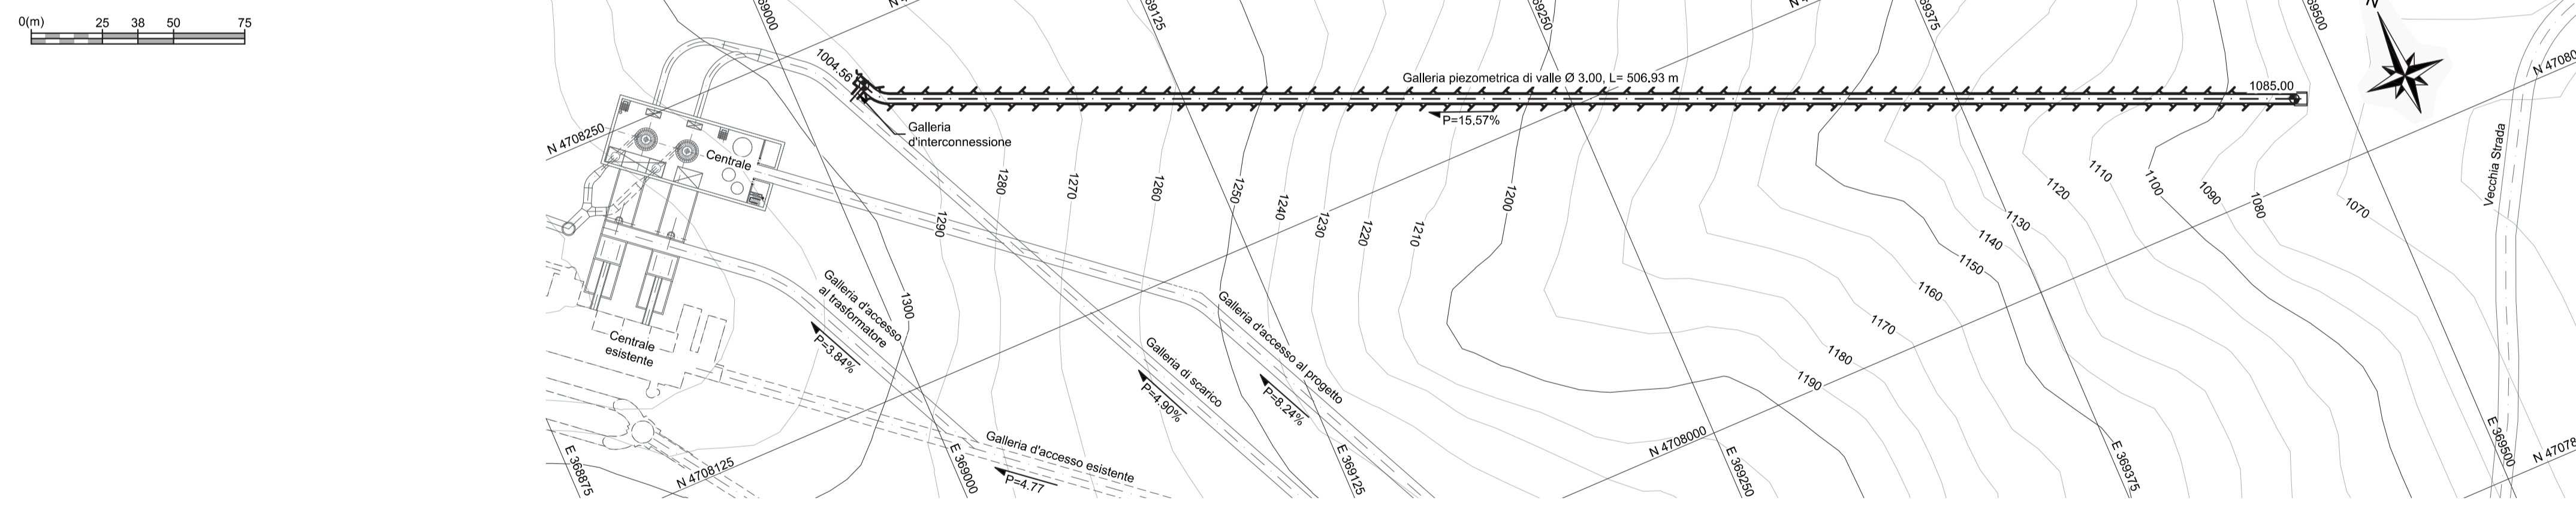 0(m) 25 38 50 75
N
1004.56
Galleria piezometrica di valle Ø 3.00, L= 506.93 m
1085.00
P=15.57%
Galleria
d'interconnessione
N 4708250
Centrale
Vecchia Strada
1300
1290
1280
1270
1260
1250
1240
1230
1220
1210
1200
1190
1180
1170
1160
1150
1140
1130
1120
1110
1100
1090
1080
1070
Galleria d'accesso
al trasformatore
P=3.84%
Centrale
esistente
Galleria di scarico
P=4.90%
Galleria d'accesso al progetto
P=8.24%
Galleria d'accesso esistente
P=4.77
N 4708125
N 4708000
E 368875
E 369000
E 369125
E 369250
E 369375
E 369500